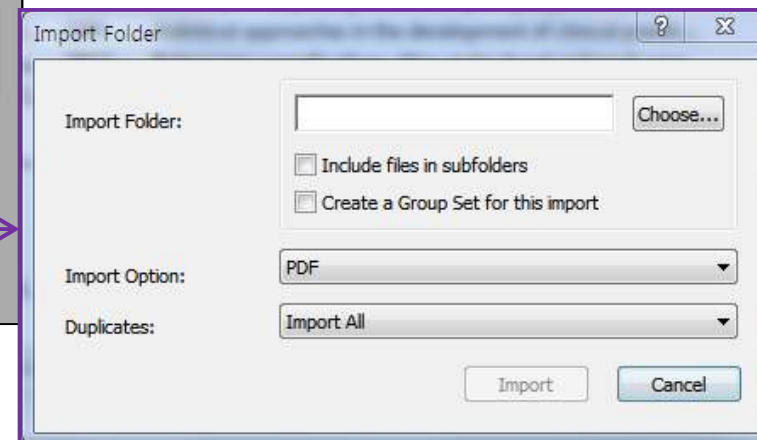 Import Folder
Import Folder:
Choose...
Include files in subfolders
Create a Group Set for this import
Import Option:
PDF
Duplicates:
Import All
Import
Cancel